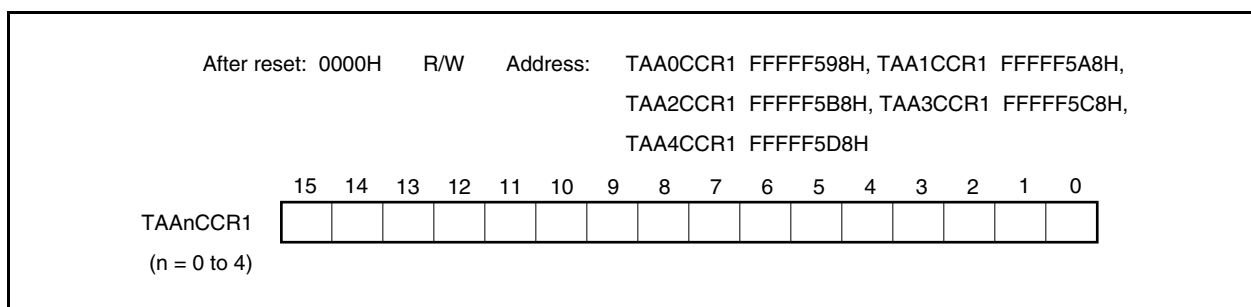 After reset: 0000H R/W Address: TAA0CCR1 FFFFF598H, TAA1CCR1 FFFFF5A8H,
TAA2CCR1 FFFFF5B8H, TAA3CCR1 FFFFF5C8H,
TAA4CCR1 FFFFF5D8H
15 14 13 12 11 10 9 8 7 6 5 4 3 2 1 0
TAAnCCR1
(n = 0 to 4)